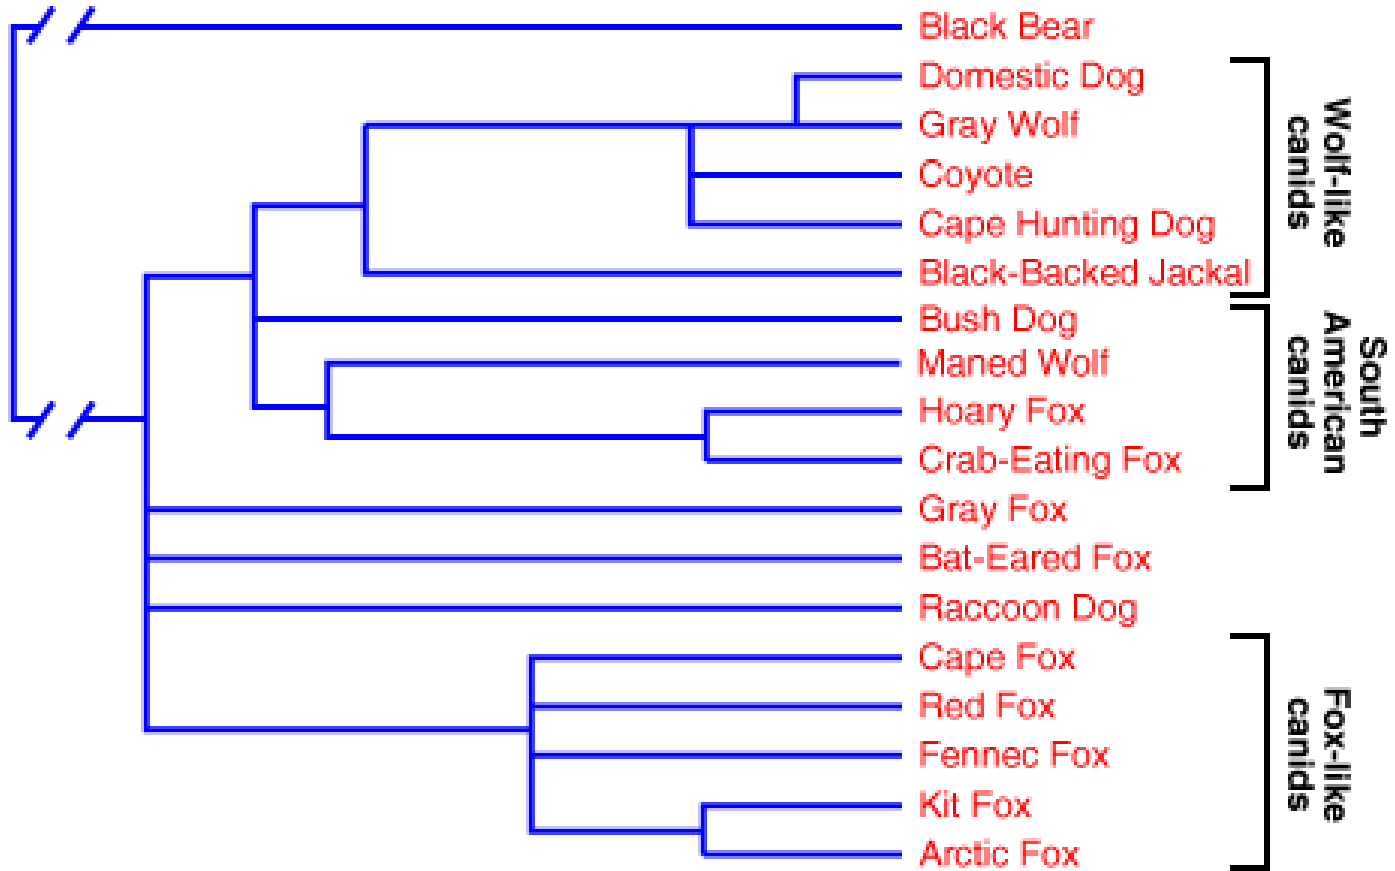 Black Bear
Domestic Dog
Gray Wolf
Coyote
Cape Hunting Dog
Black-Backed Jackal
Bush Dog
Maned Wolf
Hoary Fox
Crab-Eating Fox
Gray Fox
Bat-Eared Fox
Raccoon Dog
Cape Fox
Red Fox
Fennec Fox
Kit Fox
Arctic Fox
Wolf-like
canids
South
American
canids
Fox-like
canids